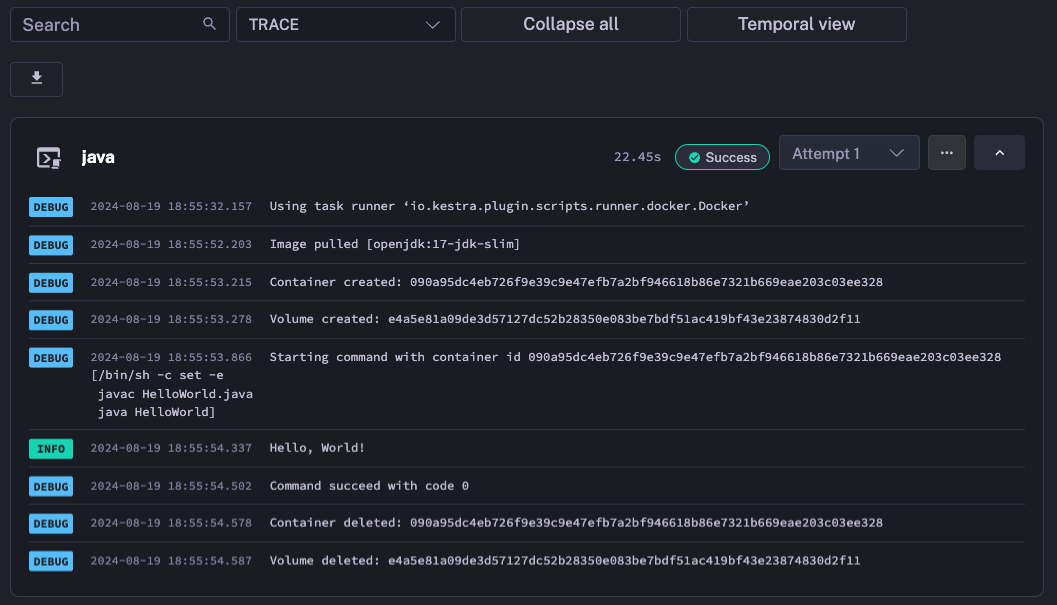 Search
TRACE
Collapse all
Temporal view
java
22.45s
Success
Attempt 1
DEBUG 2024-08-19 18:55:32.157 Using task runner ‘io.kestra.plugin.scripts.runner.docker.Docker’
DEBUG 2024-08-19 18:55:52.203 Image pulled [openjdk:17-jdk-slim]
DEBUG 2024-08-19 18:55:53.215 Container created: 090a95dc4eb726f9e39c9e47efb7a2bf946618b86e7321b669eae203c03ee328
DEBUG 2024-08-19 18:55:53.278 Volume created: e4a5e81a09de3d57127dc52b28350e083be7bdf51ac419bf43e23874830d2f11
DEBUG 2024-08-19 18:55:53.866 Starting command with container id 090a95dc4eb726f9e39c9e47efb7a2bf946618b86e7321b669eae203c03ee328
[/bin/sh -c set -e
javac HelloWorld.java
java HelloWorld]
INFO 2024-08-19 18:55:54.337 Hello, World!
DEBUG 2024-08-19 18:55:54.502 Command succeed with code 0
DEBUG 2024-08-19 18:55:54.578 Container deleted: 090a95dc4eb726f9e39c9e47efb7a2bf946618b86e7321b669eae203c03ee328
DEBUG 2024-08-19 18:55:54.587 Volume deleted: e4a5e81a09de3d57127dc52b28350e083be7bdf51ac419bf43e23874830d2f11